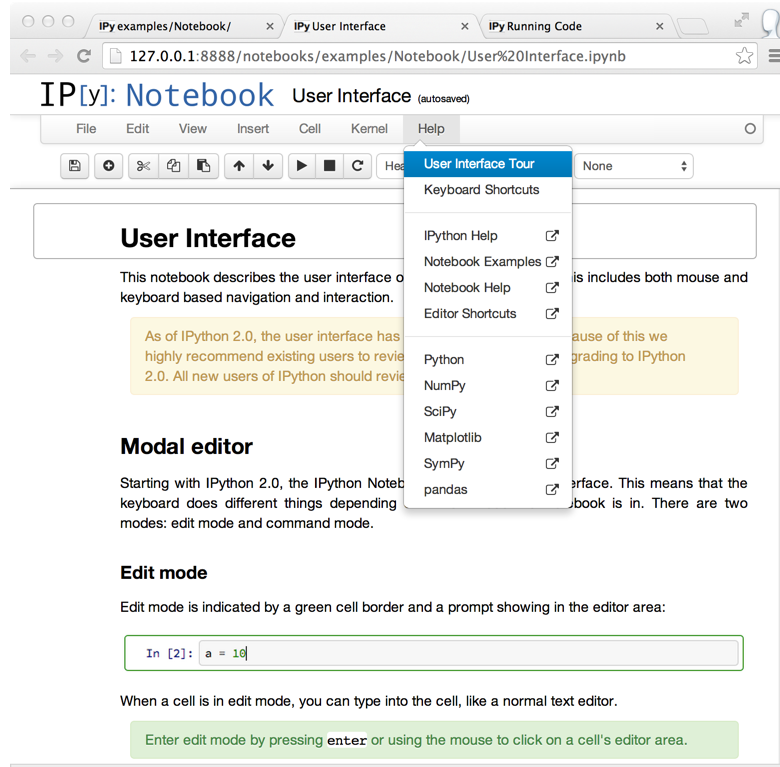 IPy examples/Notebook/ × IPy User Interface × IPy Running Code ×
127.0.0.1:8888/notebooks/examples/Notebook/User%20Interface.ipynb
IP[y]: Notebook User Interface (autosaved)
File Edit View Insert Cell Kernel Help
None
User Interface Tour
Keyboard Shortcuts
IPython Help
Notebook Examples
Notebook Help
Editor Shortcuts
Python
NumPy
SciPy
Matplotlib
SymPy
pandas
User Interface
This notebook describes the user interface includes both mouse and
keyboard based navigation and interaction.
As of IPython 2.0, the user interface has of this we
highly recommend existing users to to IPython
2.0. All new users of IPython should
Modal editor
Starting with IPython 2.0, the IPython This means that the
keyboard does different things depending is in. There are two
modes: edit mode and command mode.
Edit mode
Edit mode is indicated by a green cell border and a prompt showing in the editor area:
In [2]: a = 10
When a cell is in edit mode, you can type into the cell, like a normal text editor.
Enter edit mode by pressing enter or using the mouse to click on a cell's editor area.